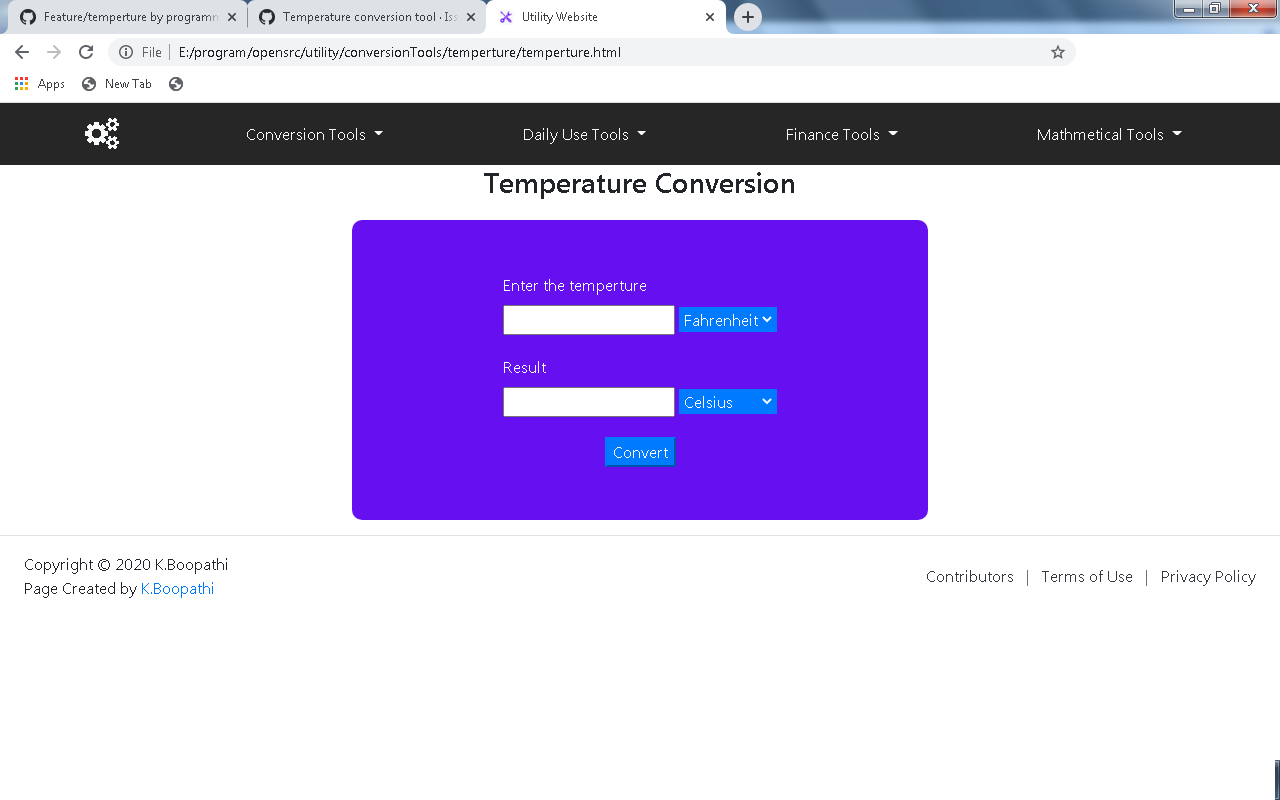 Feature/temperture by programm
Temperature conversion tool · Iss
Utility Website
File
E:/program/opensrc/utility/conversionTools/temperture/temperture.html
Apps
New Tab
Conversion Tools
Daily Use Tools
Finance Tools
Mathmetical Tools
Temperature Conversion
Enter the temperture
Fahrenheit
Result
Celsius
Convert
Copyright © 2020 K.Boopathi
Page Created by K.Boopathi
Contributors | Terms of Use | Privacy Policy